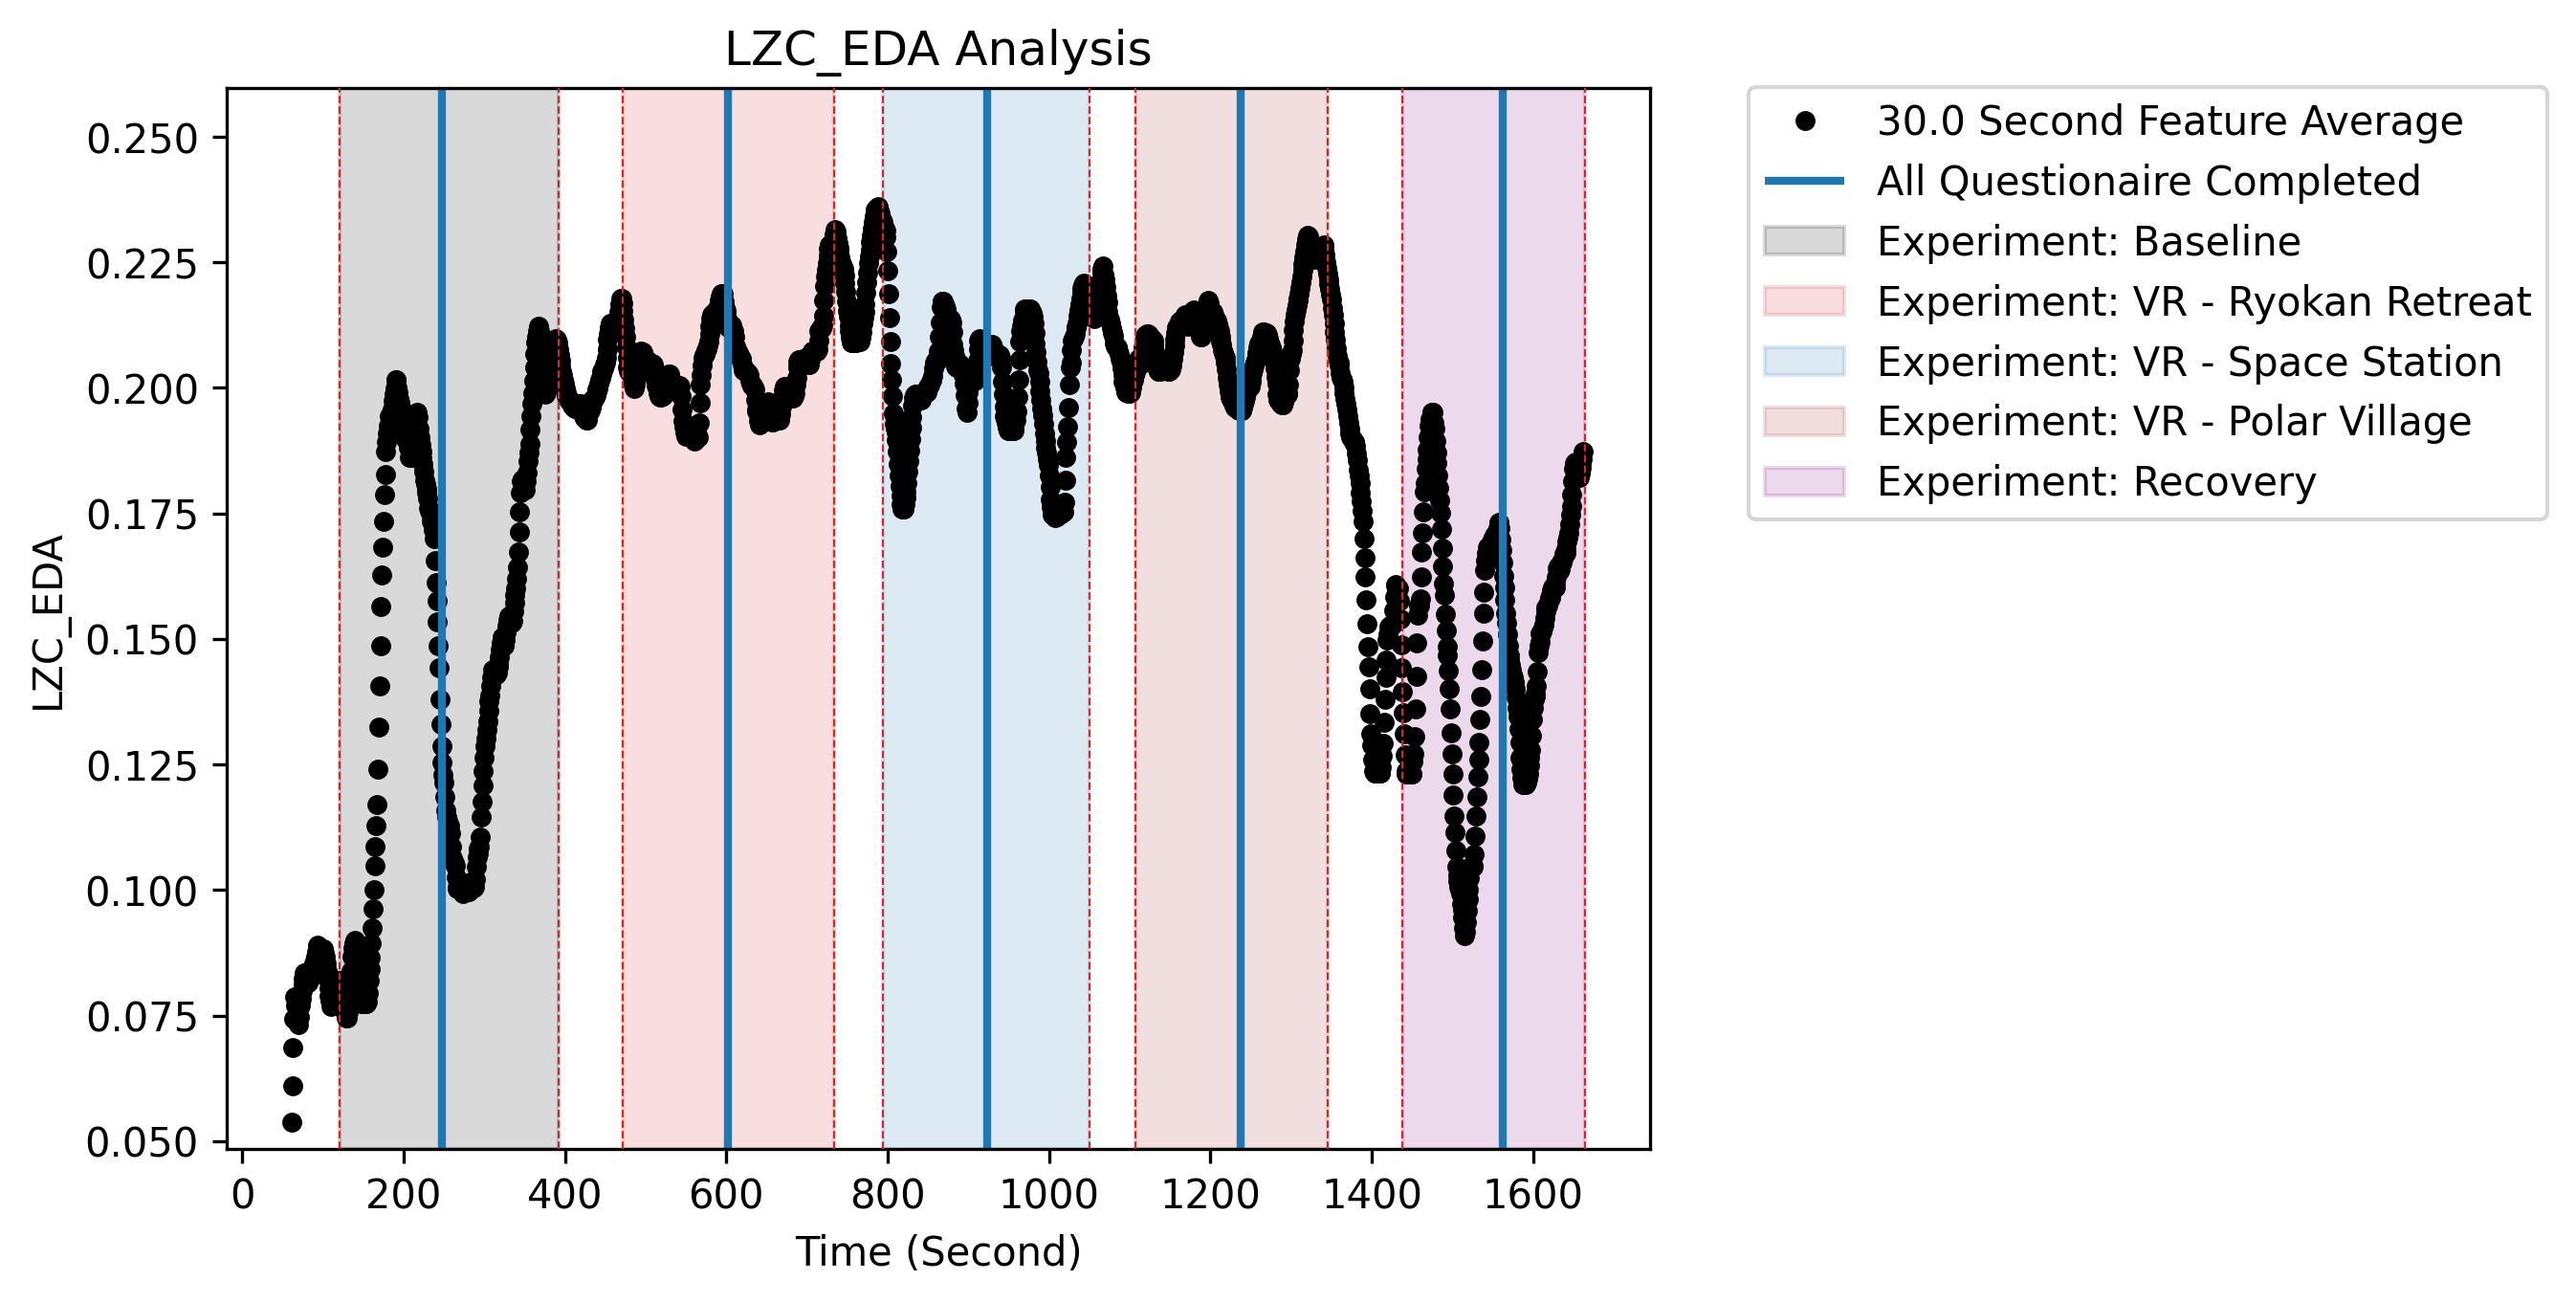 LZC_EDA Analysis
0.250
0.225
0.200
0.175
0.150
0.125
0.100
0.075
0.050
LZC_EDA
0 200 400 600 800 1000 1200 1400 1600
Time (Second)
30.0 Second Feature Average
All Questionaire Completed
Experiment: Baseline
Experiment: VR - Ryokan Retreat
Experiment: VR - Space Station
Experiment: VR - Polar Village
Experiment: Recovery